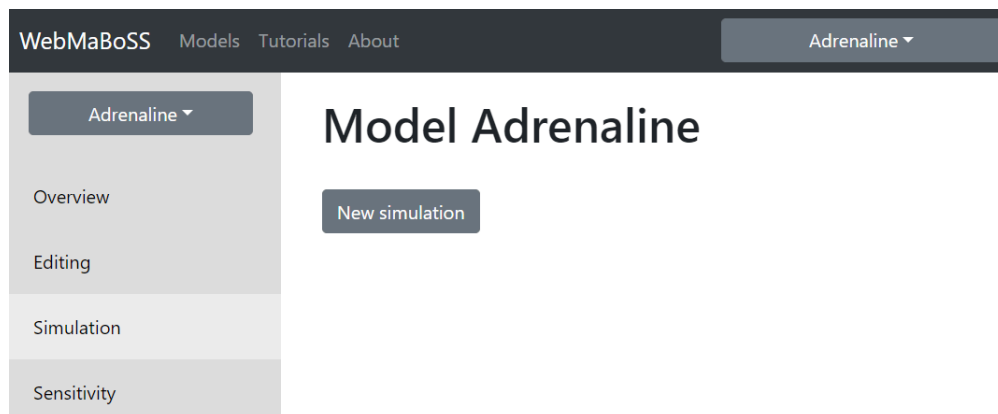 WebMaBoSS Models Tutorials About Adrenaline
Adrenaline
Model Adrenaline
Overview
New simulation
Editing
Simulation
Sensitivity